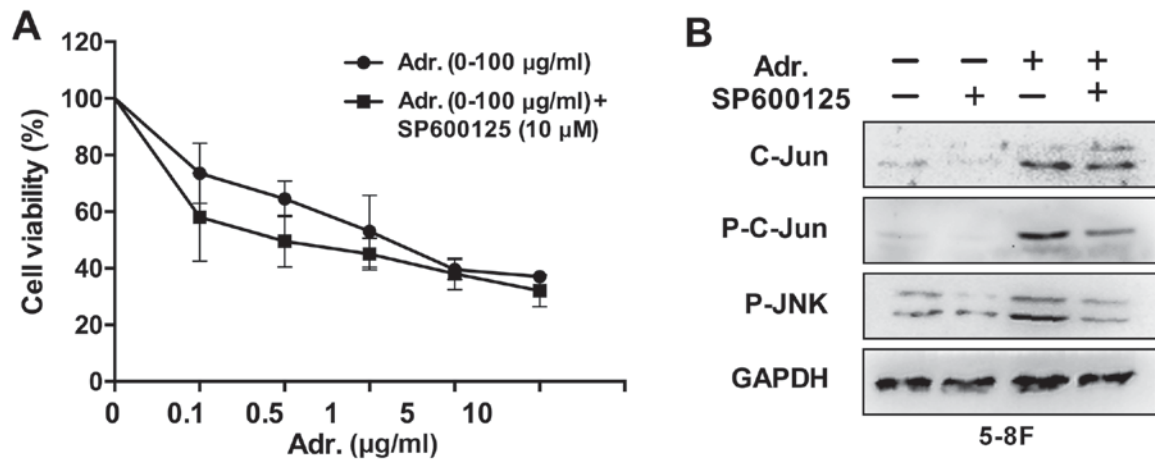 A
120
100
80
60
40
20
0
Cell viability (%)
Adr. (0-100 µg/ml)
Adr. (0-100 µg/ml) +
SP600125 (10 µM)
0 0.1 0.5 1 5 10
Adr. (µg/ml)
B
Adr. − − + +
SP600125 − + − +
C-Jun
P-C-Jun
P-JNK
GAPDH
5-8F